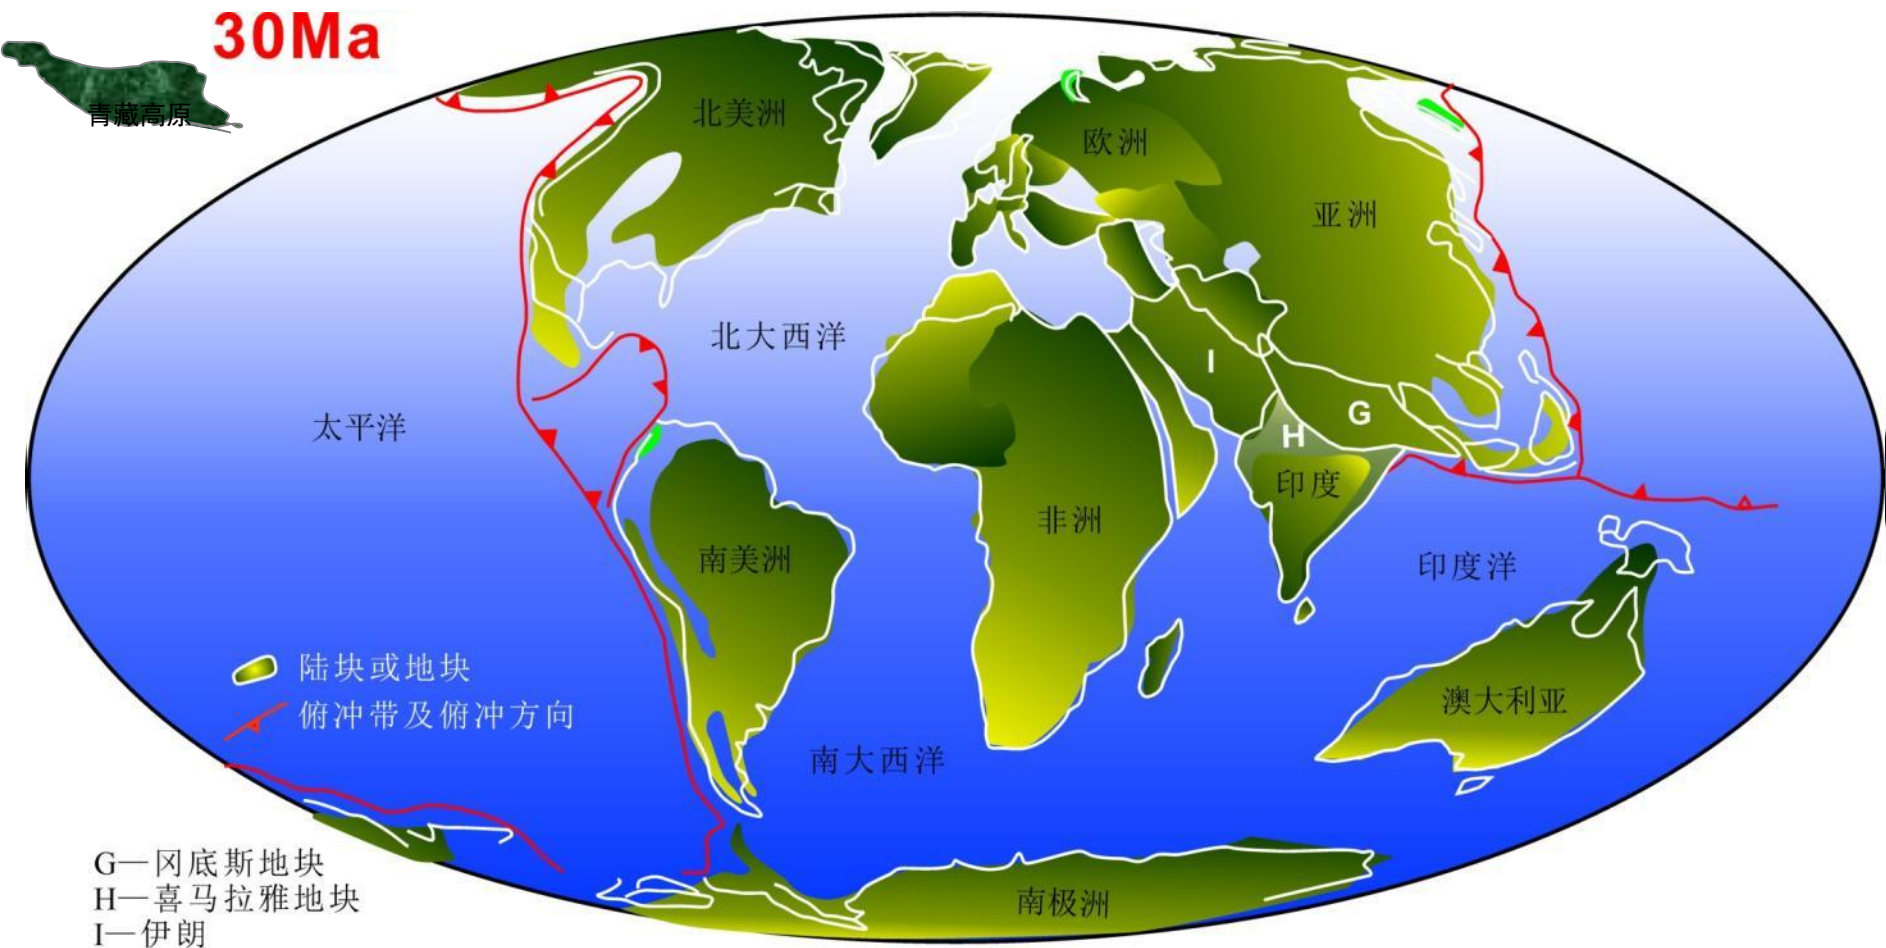 30Ma
青藏高原
北美洲
欧洲
亚洲
北大西洋
I
太平洋
G
H
印度
非洲
南美洲
印度洋
陆块或地块
澳大利亚
俯冲带及俯冲方向
南大西洋
G—冈底斯地块
H—喜马拉雅地块
南极洲
I—伊朗